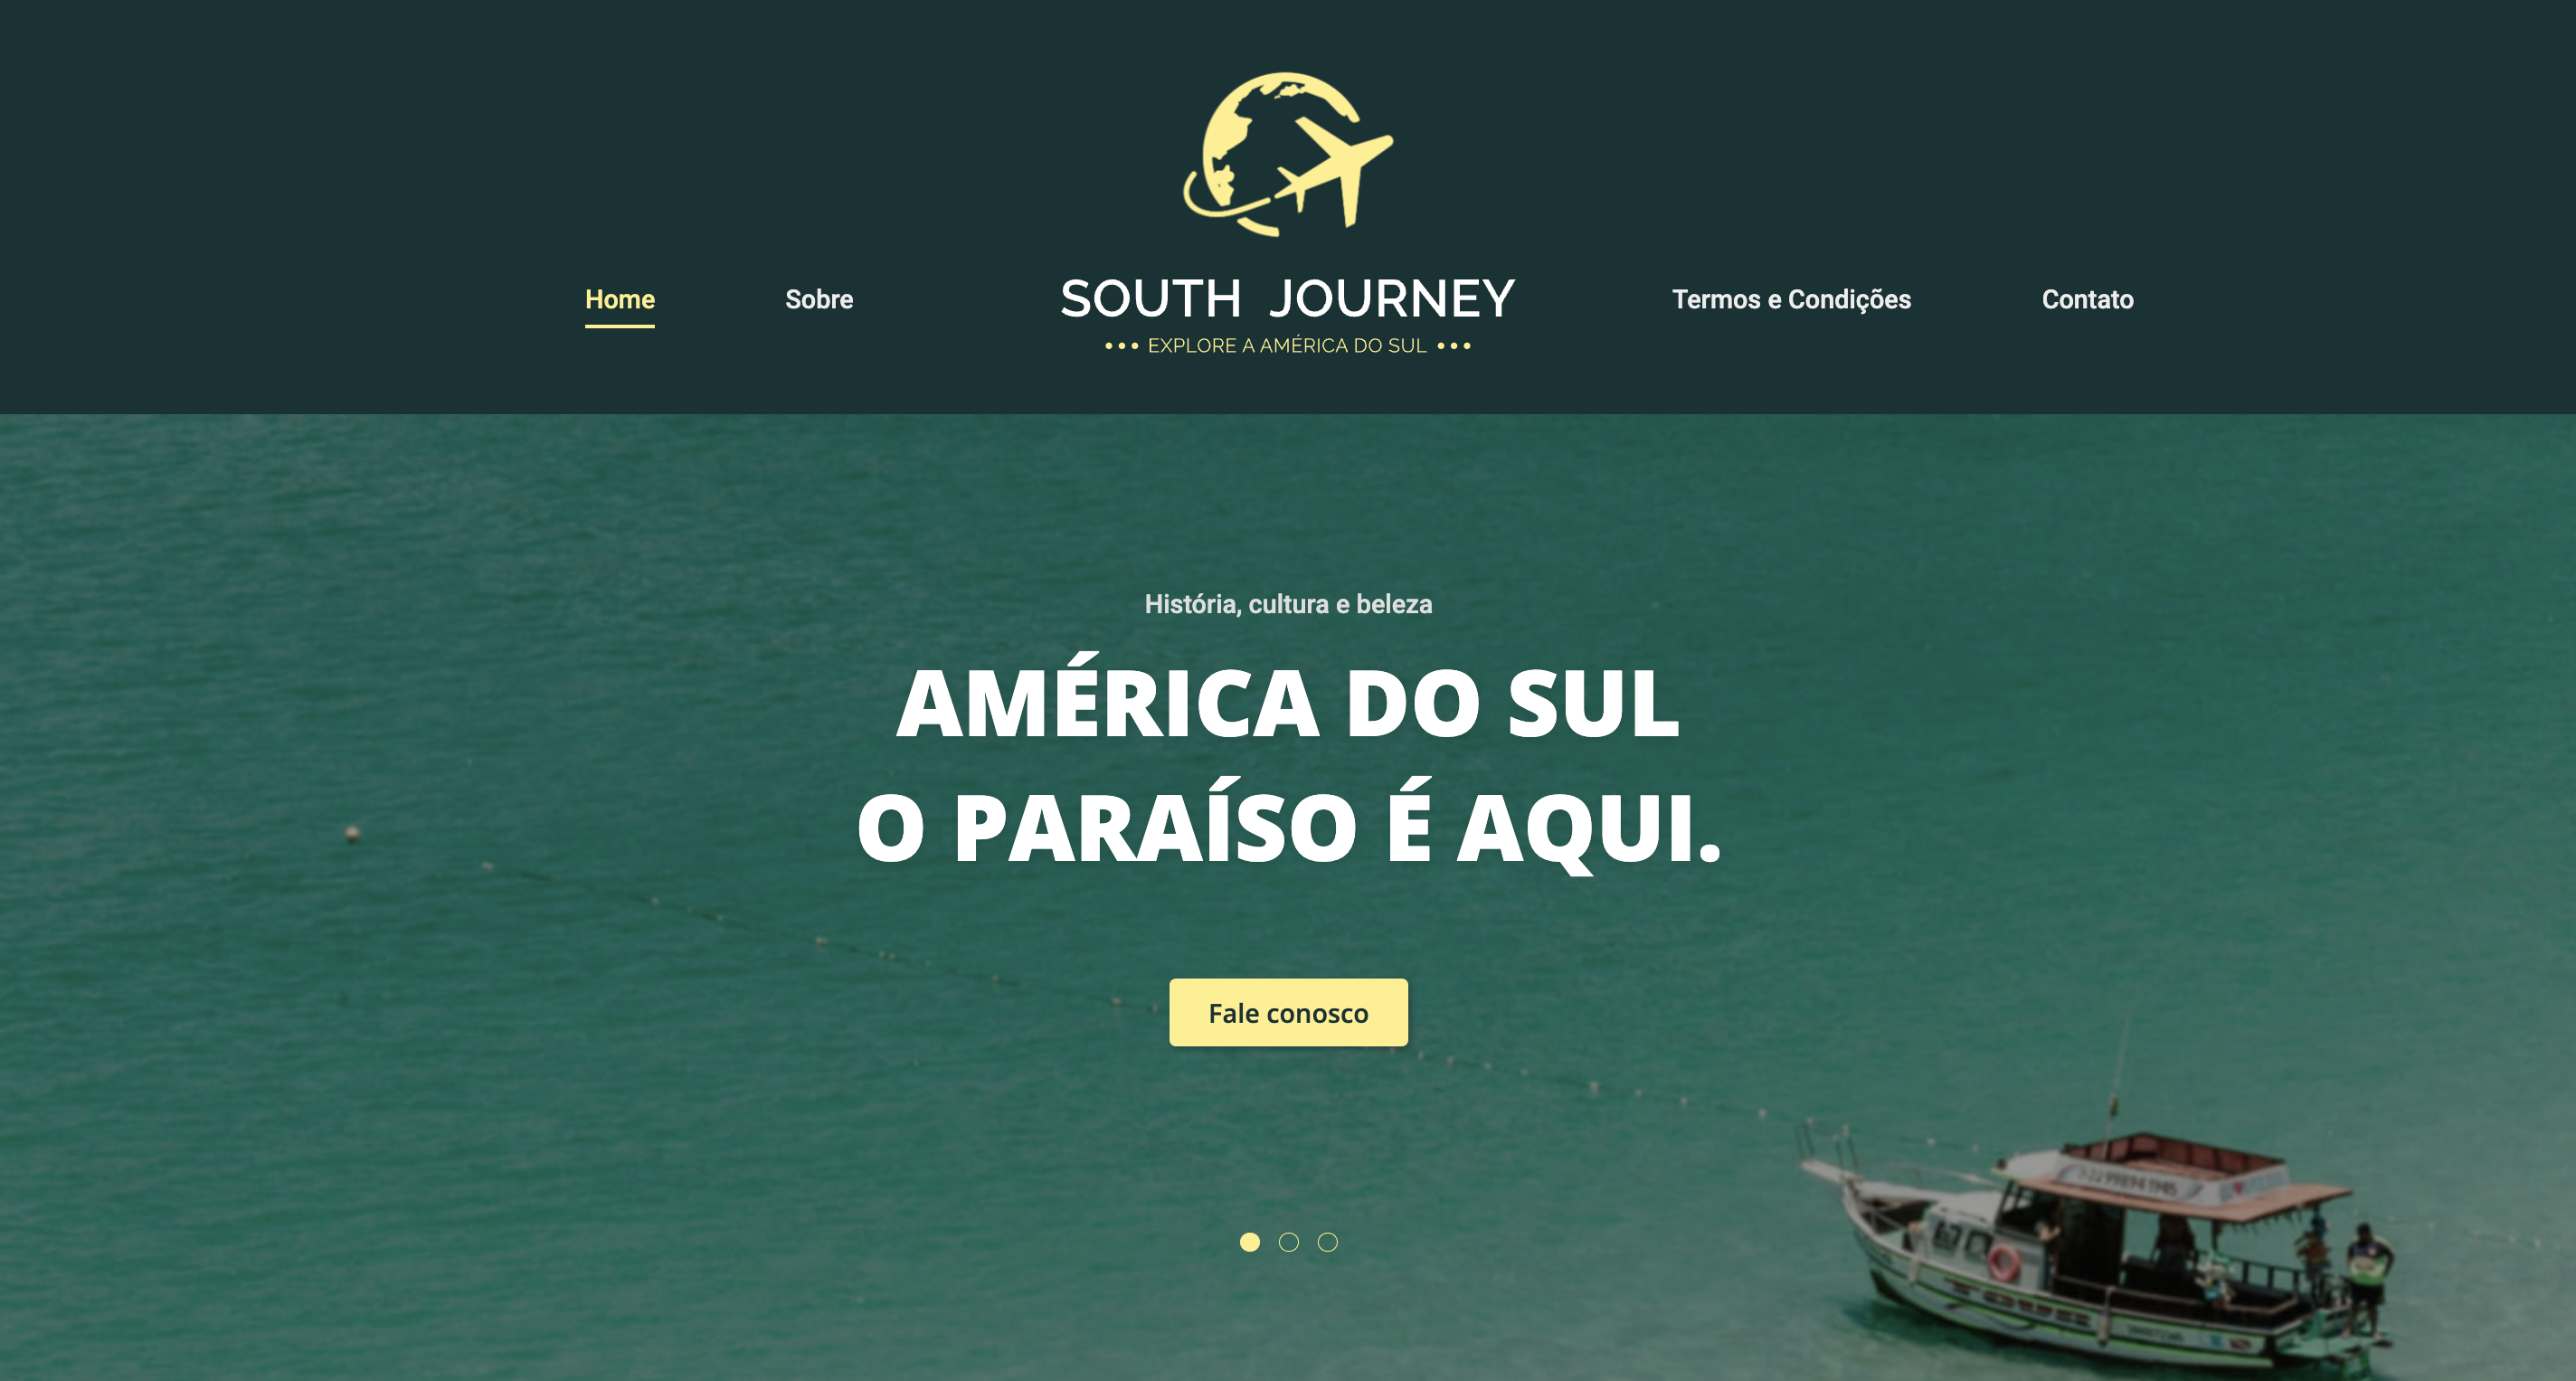 Home
Sobre
SOUTH JOURNEY
••• EXPLORE A AMÉRICA DO SUL •••
Termos e Condições
Contato
História, cultura e beleza
AMÉRICA DO SUL
O PARAÍSO É AQUI.
Fale conosco